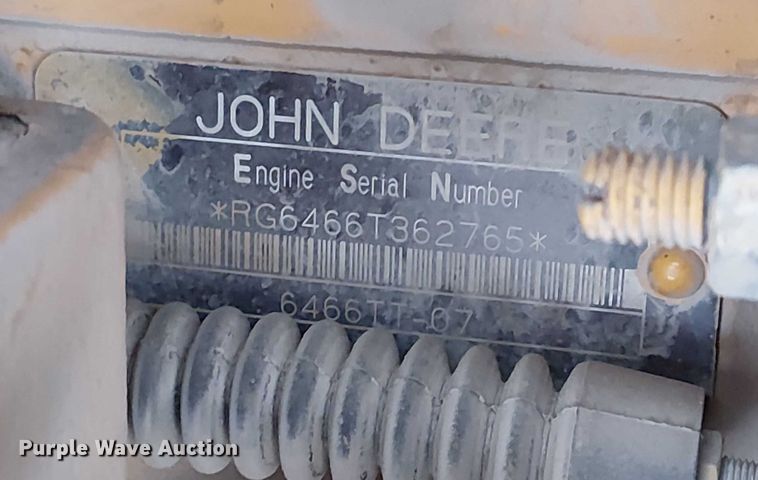 JOHN DEERE
Engine Serial Number
*RG6466T362765*
6466TT-07
Purple Wave Auction